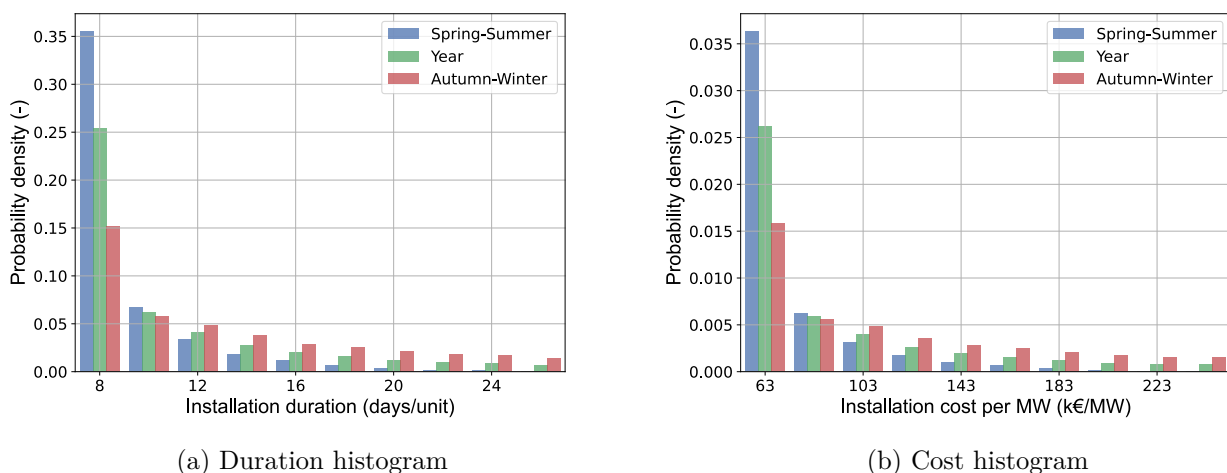 Probability density (-)
0.35
0.30
0.25
0.20
0.15
0.10
0.05
0.00
Spring-Summer
Year
Autumn-Winter
8 12 16 20 24
Installation duration (days/unit)
(a) Duration histogram
Probability density (-)
0.035
0.030
0.025
0.020
0.015
0.010
0.005
0.000
Spring-Summer
Year
Autumn-Winter
63 103 143 183 223
Installation cost per MW (k€/MW)
(b) Cost histogram